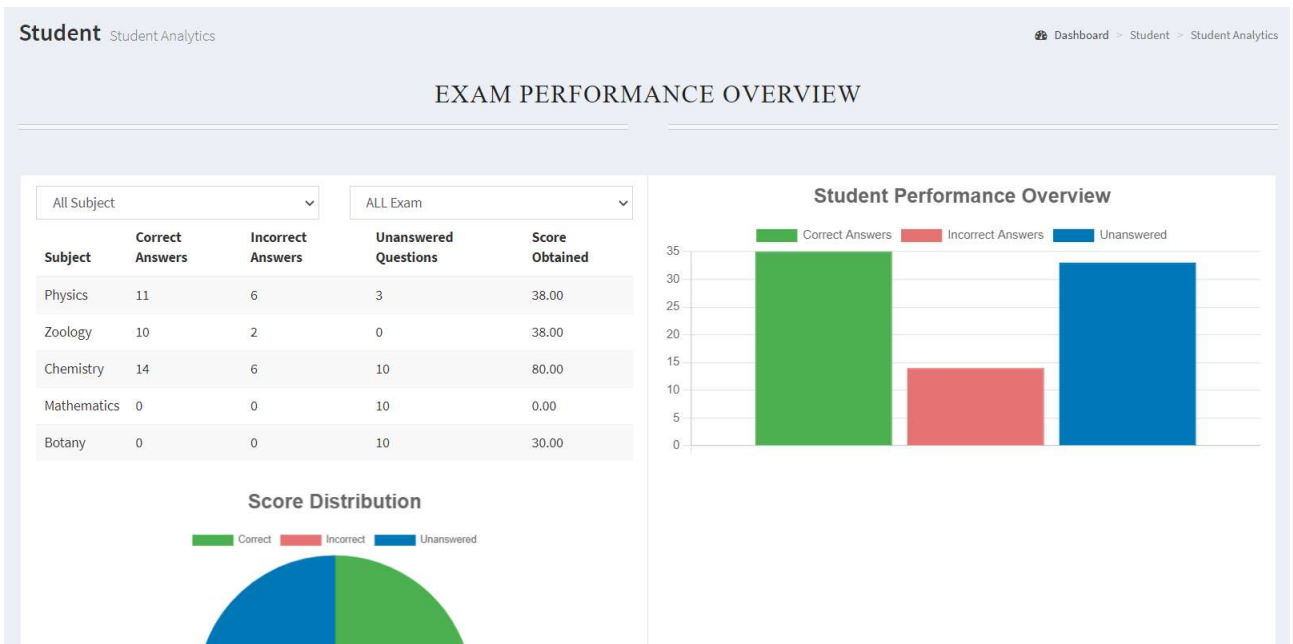 Student Student Analytics
Dashboard > Student > Student Analytics
EXAM PERFORMANCE OVERVIEW
All Subject
ALL Exam
Subject Correct Answers Incorrect Answers Unanswered Questions Score Obtained
Physics 11 6 3 38.00
Zoology 10 2 0 38.00
Chemistry 14 6 10 80.00
Mathematics 0 0 10 0.00
Botany 0 0 10 30.00
Score Distribution
Correct Incorrect Unanswered
Student Performance Overview
Correct Answers Incorrect Answers Unanswered
35
30
25
20
15
10
5
0